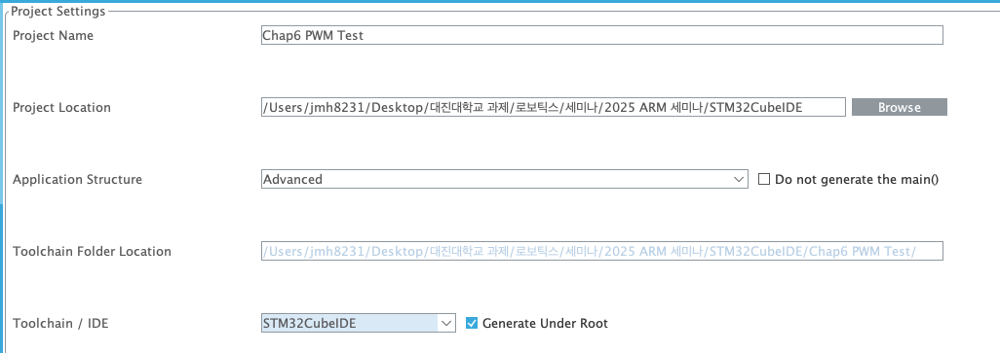 Project Settings
Project Name Chap6 PWM Test
Project Location /Users/jmh8231/Desktop/대진대학교 과제/로보틱스/세미나/2025 ARM 세미나/STM32CubeIDE Browse
Application Structure Advanced Do not generate the main()
Toolchain Folder Location /Users/jmh8231/Desktop/대진대학교 과제/로보틱스/세미나/2025 ARM 세미나/STM32CubeIDE/Chap6 PWM Test/
Toolchain / IDE STM32CubeIDE Generate Under Root